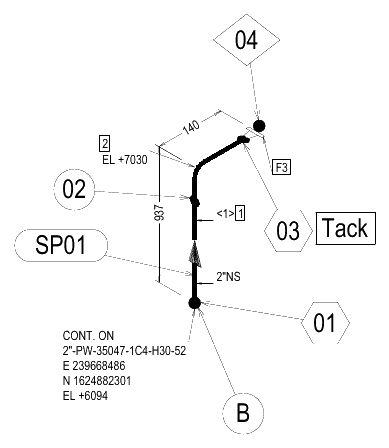 04
140
2
EL +7030
F3
02
937
<1> 1
03
Tack
SP01
2"NS
01
CONT. ON
2"-PW-35047-1C4-H30-52
E 239668486
N 1624882301
EL +6094
B